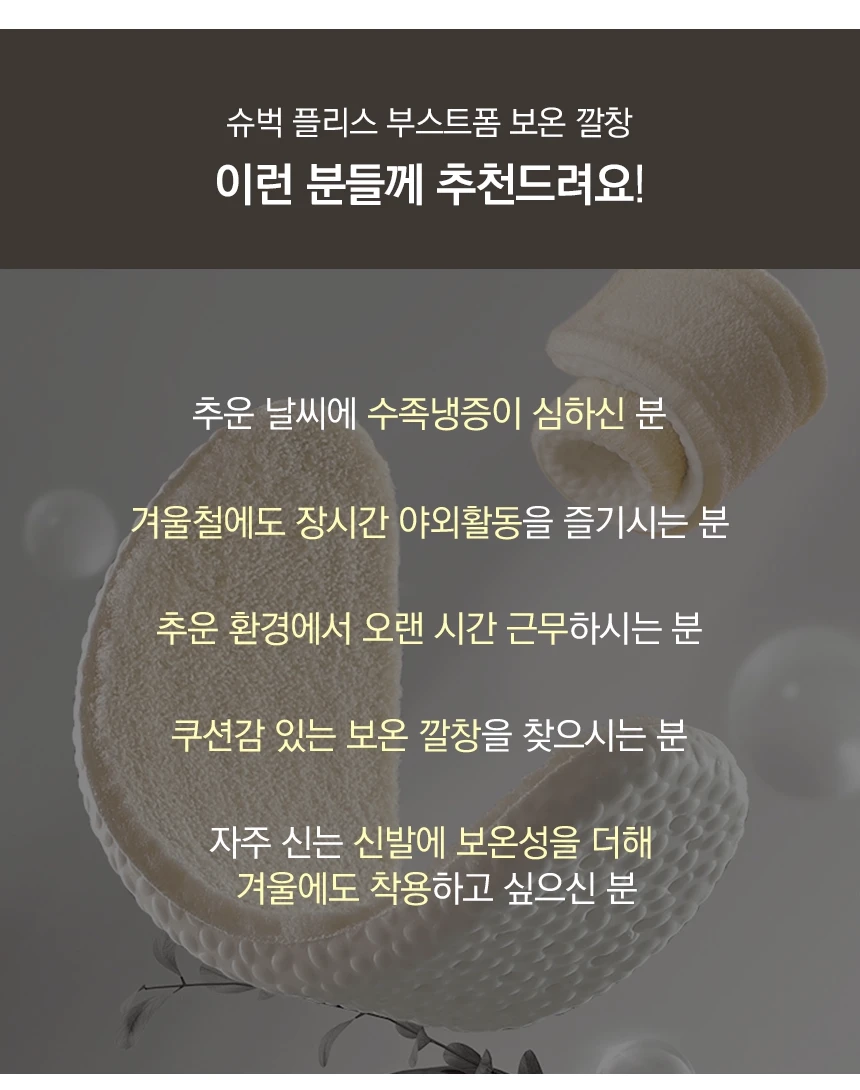 슈벅 플리스 부스트폼 보온 깔창
이런 분들께 추천드려요!
추운 날씨에 수족냉증이 심하신 분
겨울철에도 장시간 야외활동을 즐기시는 분
추운 환경에서 오랜 시간 근무하시는 분
쿠션감 있는 보온 깔창을 찾으시는 분
자주 신는 신발에 보온성을 더해
겨울에도 착용하고 싶으신 분